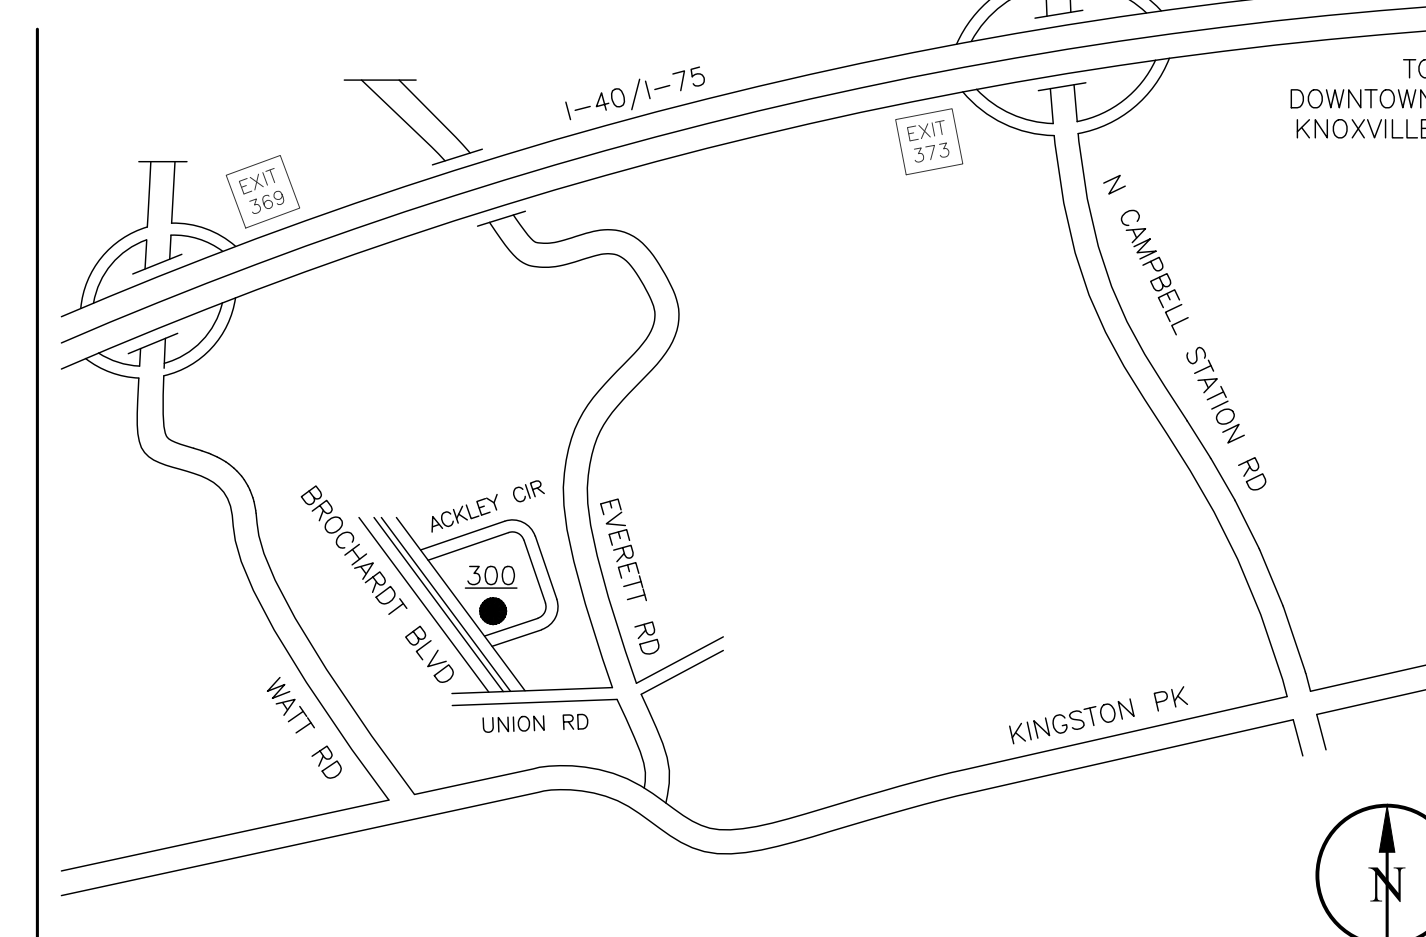 I-40/I-75
TO
DOWNTOWN
KNOXVILLE
EXIT
373
EXIT
369
N CAMPBELL STATION RD
ACKLEY CIR
BROCHARDT BLVD
300
EVERETT RD
WATT RD
UNION RD
KINGSTON PK
N